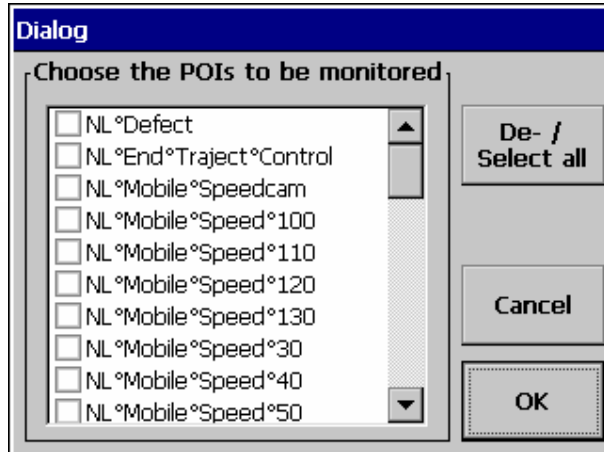 Dialog
Choose the POIs to be monitored
NL°Defect
NL°End°Traject°Control
NL°Mobile°Speedcam
NL°Mobile°Speed°100
NL°Mobile°Speed°110
NL°Mobile°Speed°120
NL°Mobile°Speed°130
NL°Mobile°Speed°30
NL°Mobile°Speed°40
NL°Mobile°Speed°50
De- /
Select all
Cancel
OK